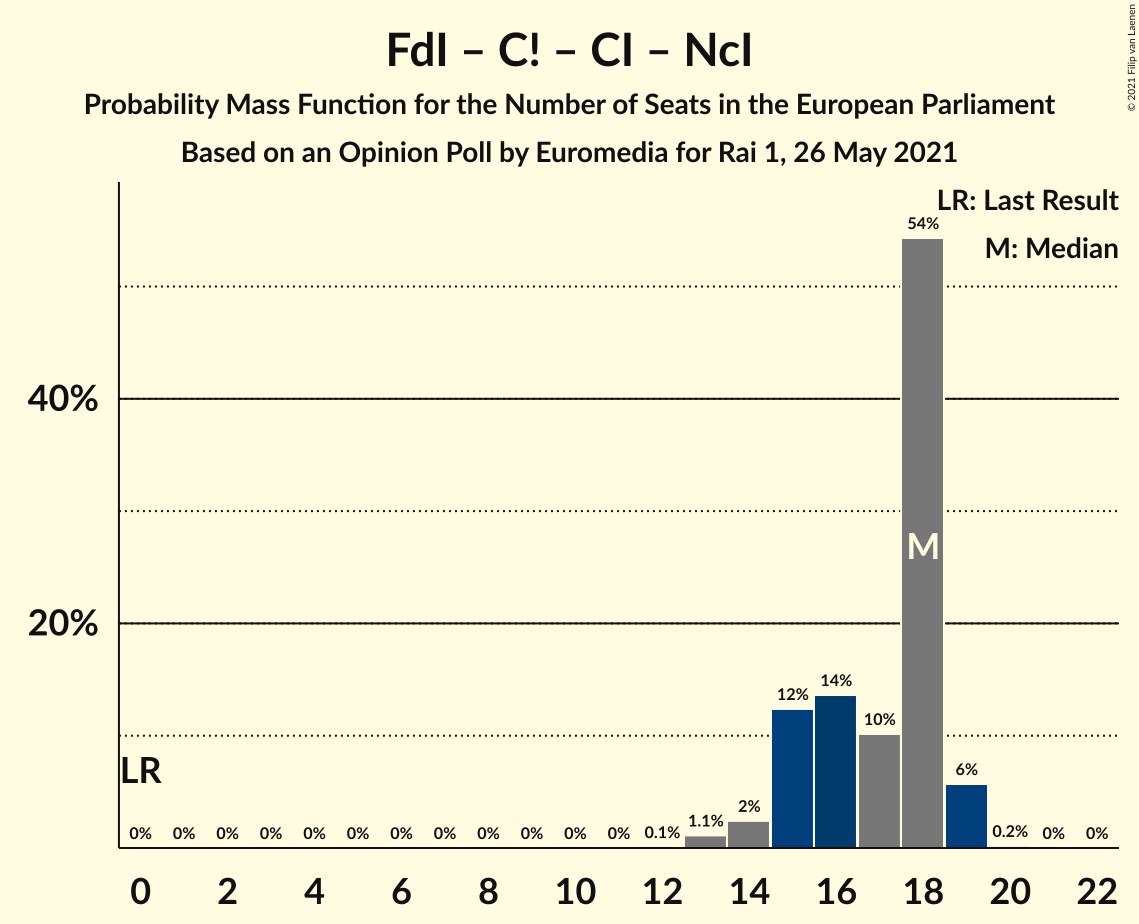 FdI – C! – CI – NcI
Probability Mass Function for the Number of Seats in the European Parliament
Based on an Opinion Poll by Euromedia for Rai 1, 26 May 2021
© 2021 Filip van Laenen
LR: Last Result
M: Median
40%
20%
LR
M
0% 0% 0% 0% 0% 0% 0% 0% 0% 0% 0% 0% 0.1% 1.1% 2% 12% 14% 10% 54% 6% 0.2% 0% 0%
0 2 4 6 8 10 12 14 16 18 20 22